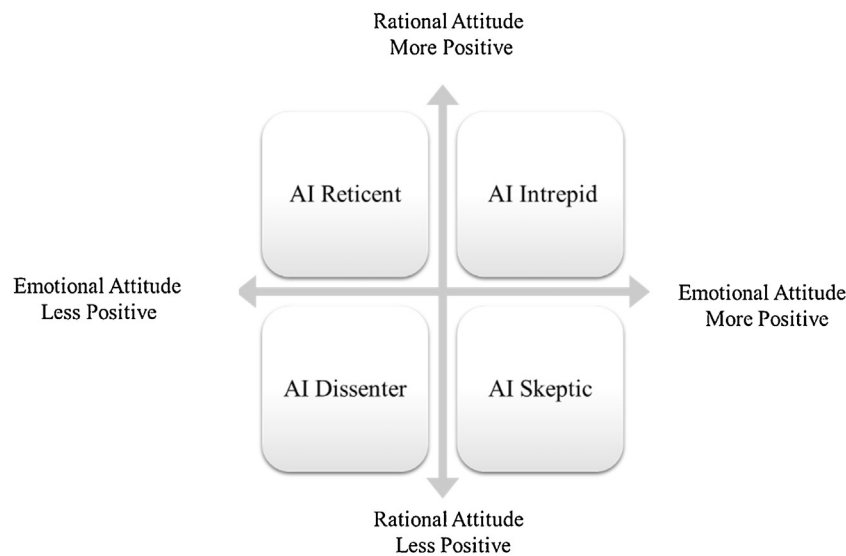 Rational Attitude
More Positive
AI Reticent
AI Intrepid
Emotional Attitude
Less Positive
Emotional Attitude
More Positive
AI Dissenter
AI Skeptic
Rational Attitude
Less Positive